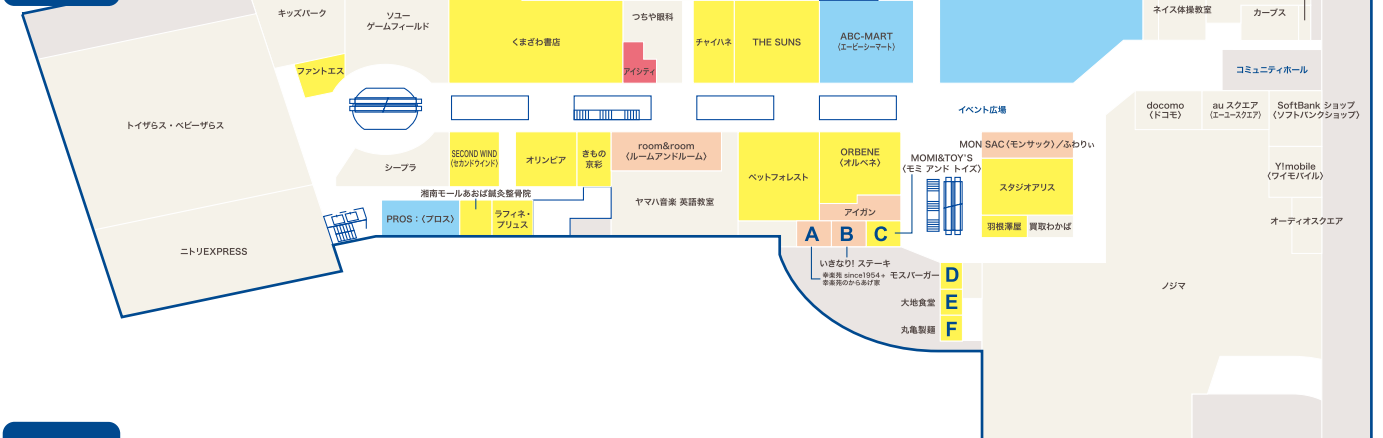 キッズパーク
ソユー
ゲームフィールド
つちや眼科
ネイス体操教室
カーブス
くまざわ書店
チャイハネ
THE SUNS
ABC-MART
〈エービーシーマート〉
ファントエス
アイシティ
コミュニティホール
トイザらス・ベビーザらス
イベント広場
docomo
〈ドコモ〉
au スクエア
〈エーユースクエア〉
SoftBank ショップ
〈ソフトバンクショップ〉
シープラ
SECOND WIND
〈セカンドウインド〉
オリンピア
きもの
京彩
room&room
〈ルームアンドルーム〉
ペットフォレスト
ORBENE
〈オルベネ〉
MOMI&TOY'S
〈モミ アンド トイズ〉
MON SAC〈モンサック〉/ふわりぃ
スタジオアリス
Y!mobile
〈ワイモバイル〉
湘南モールあおば鍼灸整骨院
PROS：〈プロス〉
ラフィネ・
プリュス
ヤマハ音楽 英語教室
アイガン
羽根澤屋
買取わかば
オーディオスクエア
ニトリEXPRESS
A
B
C
いきなり! ステーキ
幸楽苑 since1954+
幸楽苑のからあげ家
モスバーガー
D
大地食堂
E
丸亀製麺
F
ノジマ